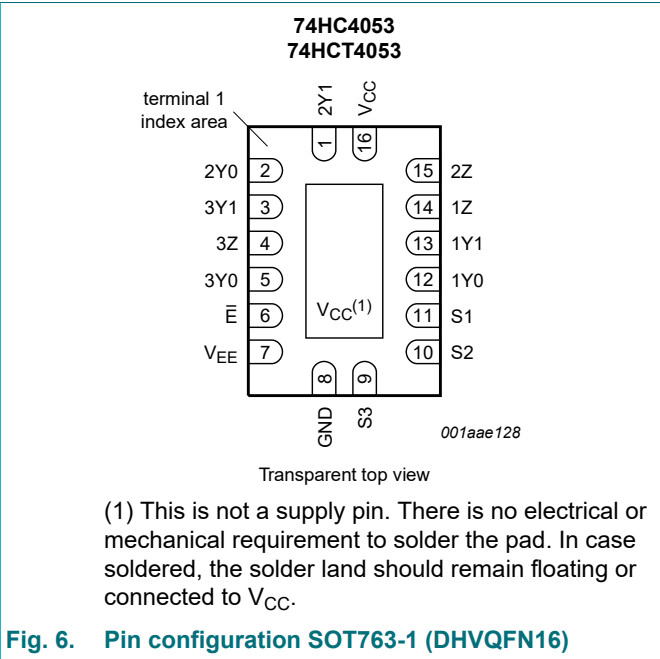 74HC4053
74HCT4053
terminal 1
index area
2Y1
VCC
1
16
2Y0 2
15 2Z
3Y1 3
14 1Z
3Z 4
13 1Y1
3Y0 5
12 1Y0
E̅ 6
VCC(1)
11 S1
VEE 7
10 S2
8
9
GND
S3
001aae128
Transparent top view
(1) This is not a supply pin. There is no electrical or
mechanical requirement to solder the pad. In case
soldered, the solder land should remain floating or
connected to VCC.
Fig. 6. Pin configuration SOT763-1 (DHVQFN16)